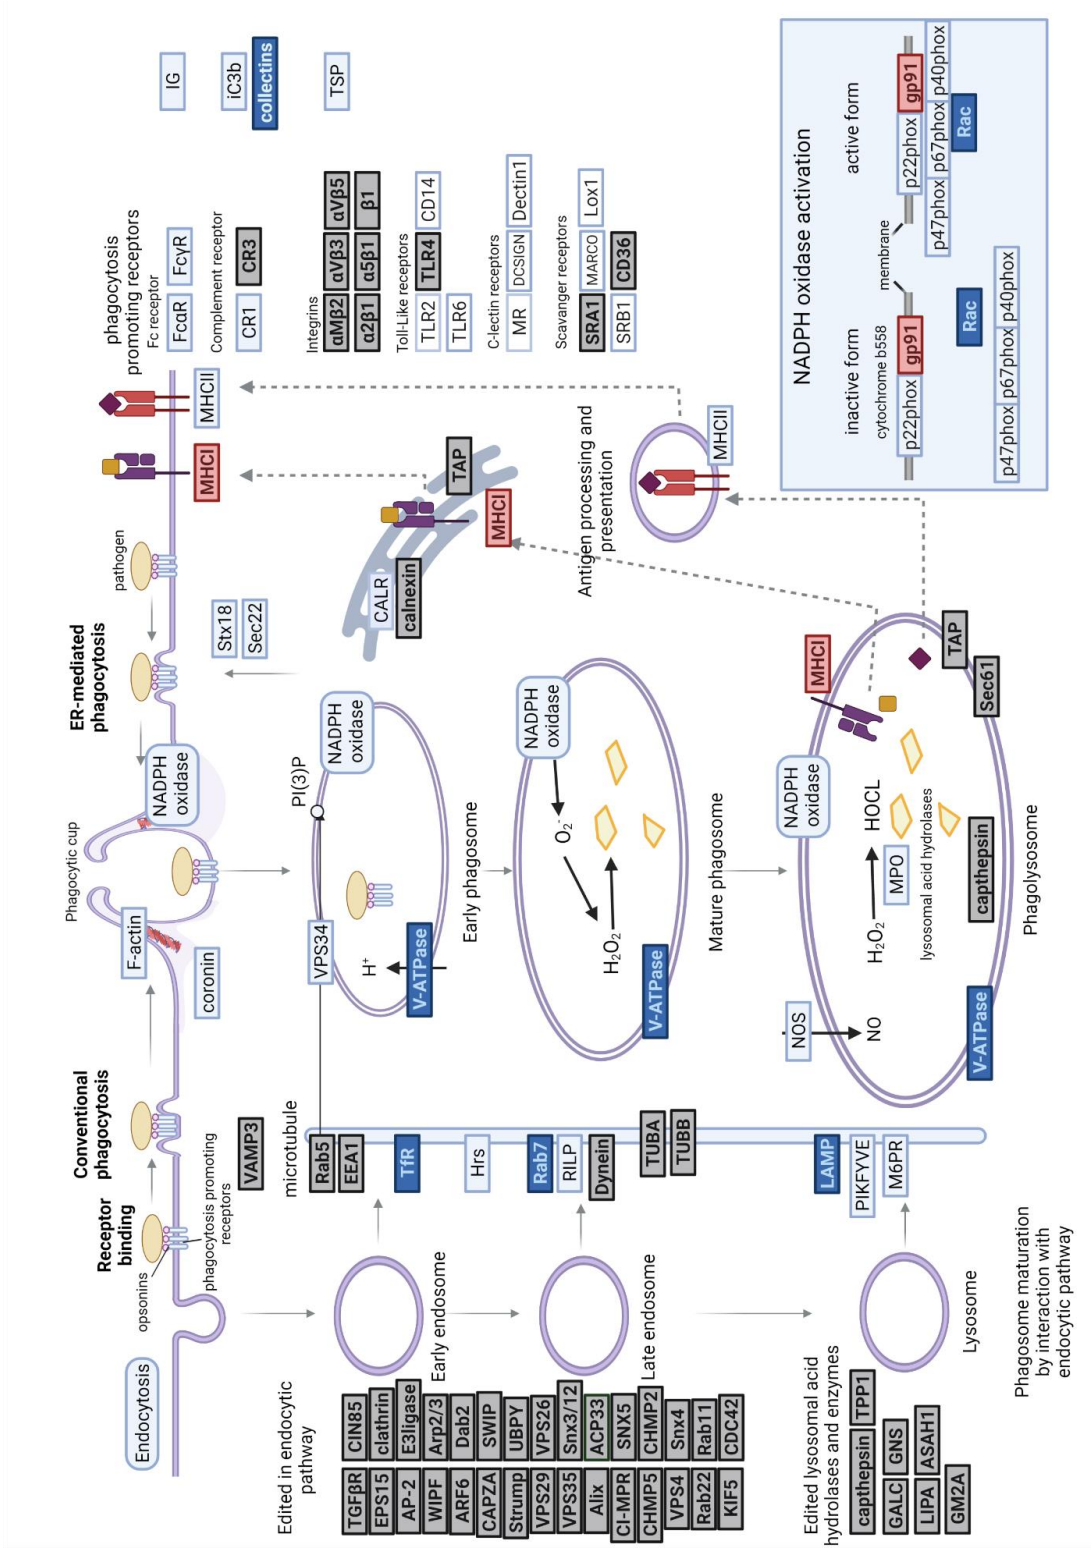 Endocytosis
opsonins
Receptor
binding
phagocytosis promoting
receptors
Conventional
phagocytosis
VAMP3
F-actin
coronin
Phagocytic cup
NADPH
oxidase
ER-mediated
phagocytosis
Stx18
Sec22
pathogen
MHCI
MHCII
phagocytosis
promoting receptors
Fc receptor
FcαR
FcγR
IG
Complement receptor
CR1
CR3
iC3b
collectins
Integrins
αMβ2
αVβ3
αVβ5
α2β1
α5β1
β1
TSP
Toll-Like receptors
TLR2
TLR4
CD14
TLR6
C-lectin receptors
MR
DCSIGN
Dectin1
Scavanger receptors
SRA1
MARCO
Lox1
SRB1
CD36
Edited in endocytic
pathway
TGFβR
CIN85
EPS15
clathrin
AP-2
E3ligase
WIPF
Arp2/3
ARF6
Dab2
CAPZA
SWIP
Strump
UBPY
VPS29
VPS26
VPS35
Snx3/12
Alix
ACP33
CI-MPR
SNX5
CHMP5
CHMP2
VPS4
Snx4
Rab22
Rab11
KIF5
CDC42
Early endosome
Late endosome
microtubule
Rab5
EEA1
TfR
Hrs
Rab7
RILP
Dynein
TUBA
TUBB
LAMP
PIKFYVE
M6PR
VPS34
PI(3)P
H+
V-ATPase
NADPH
oxidase
Early phagosome
CALR
calnexin
TAP
MHCI
Antigen processing and
presentation
MHCII
NADPH
oxidase
O2-
H2O2
V-ATPase
Mature phagosome
NADPH
oxidase
MHCI
TAP
Sec61
NOS
NO
H2O2
MPO
HOCL
lysosomal acid hydrolases
capthepsin
V-ATPase
Phagolysosome
Edited lysosomal acid
hydrolases and enzymes
capthepsin
TPP1
GALC
GNS
LIPA
ASAH1
GM2A
Lysosome
Phagosome maturation
by interaction with
endocytic pathway
NADPH oxidase activation
inactive form
active form
cytochrome b558
membrane
p22phox
gp91
Rac
p47phox
p67phox
p40phox
p22phox
gp91
p47phox
p67phox
p40phox
Rac